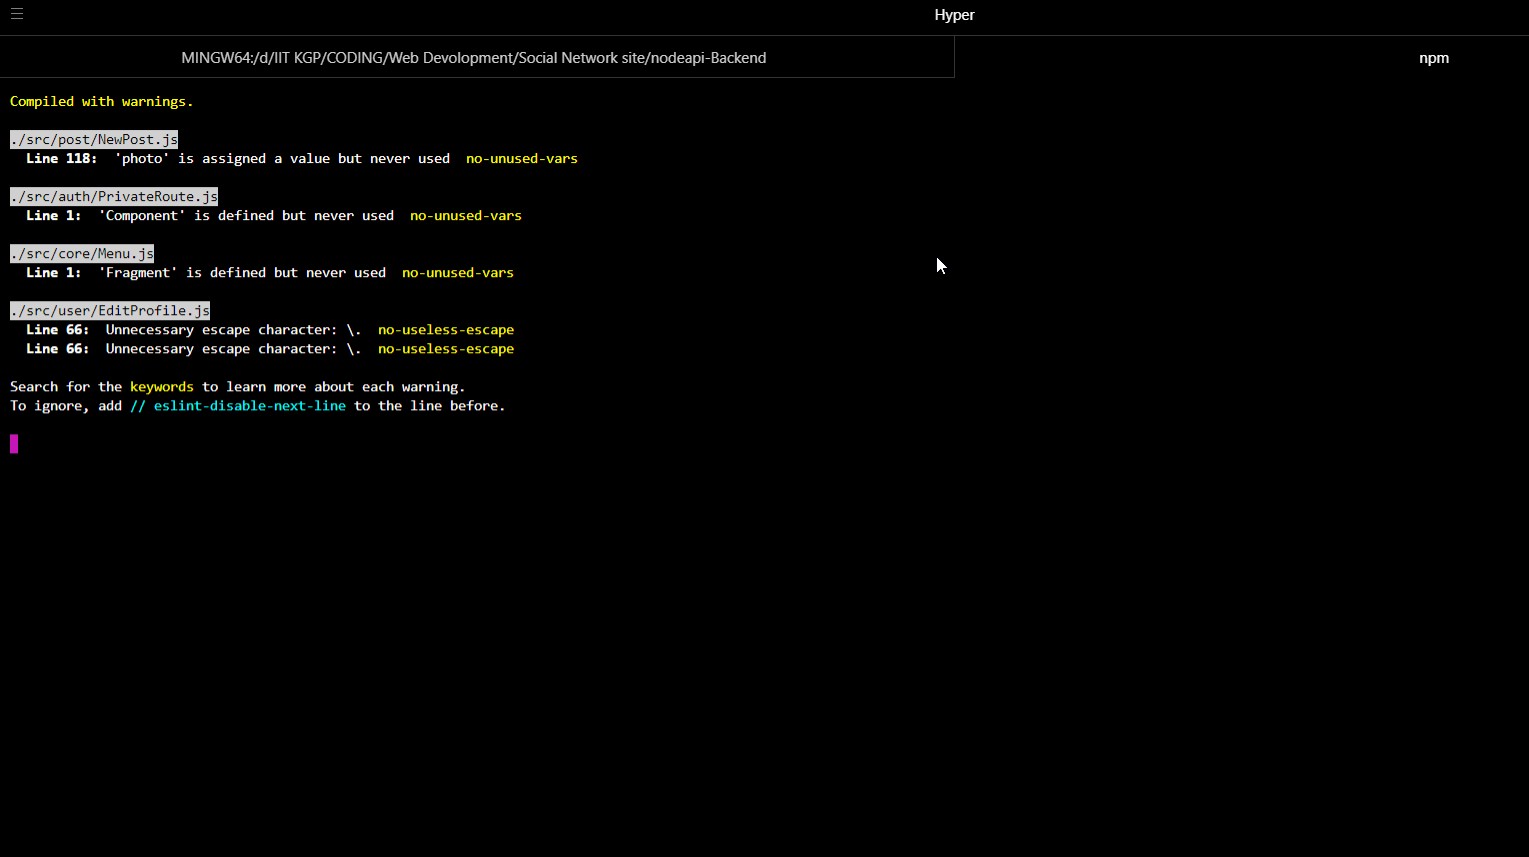 Hyper
MINGW64:/d/IIT KGP/CODING/Web Devolopment/Social Network site/nodeapi-Backend
npm
Compiled with warnings.
./src/post/NewPost.js
Line 118:  'photo' is assigned a value but never used  no-unused-vars
./src/auth/PrivateRoute.js
Line 1:  'Component' is defined but never used  no-unused-vars
./src/core/Menu.js
Line 1:  'Fragment' is defined but never used  no-unused-vars
./src/user/EditProfile.js
Line 66:  Unnecessary escape character: \.  no-useless-escape
Line 66:  Unnecessary escape character: \.  no-useless-escape
Search for the keywords to learn more about each warning.
To ignore, add // eslint-disable-next-line to the line before.